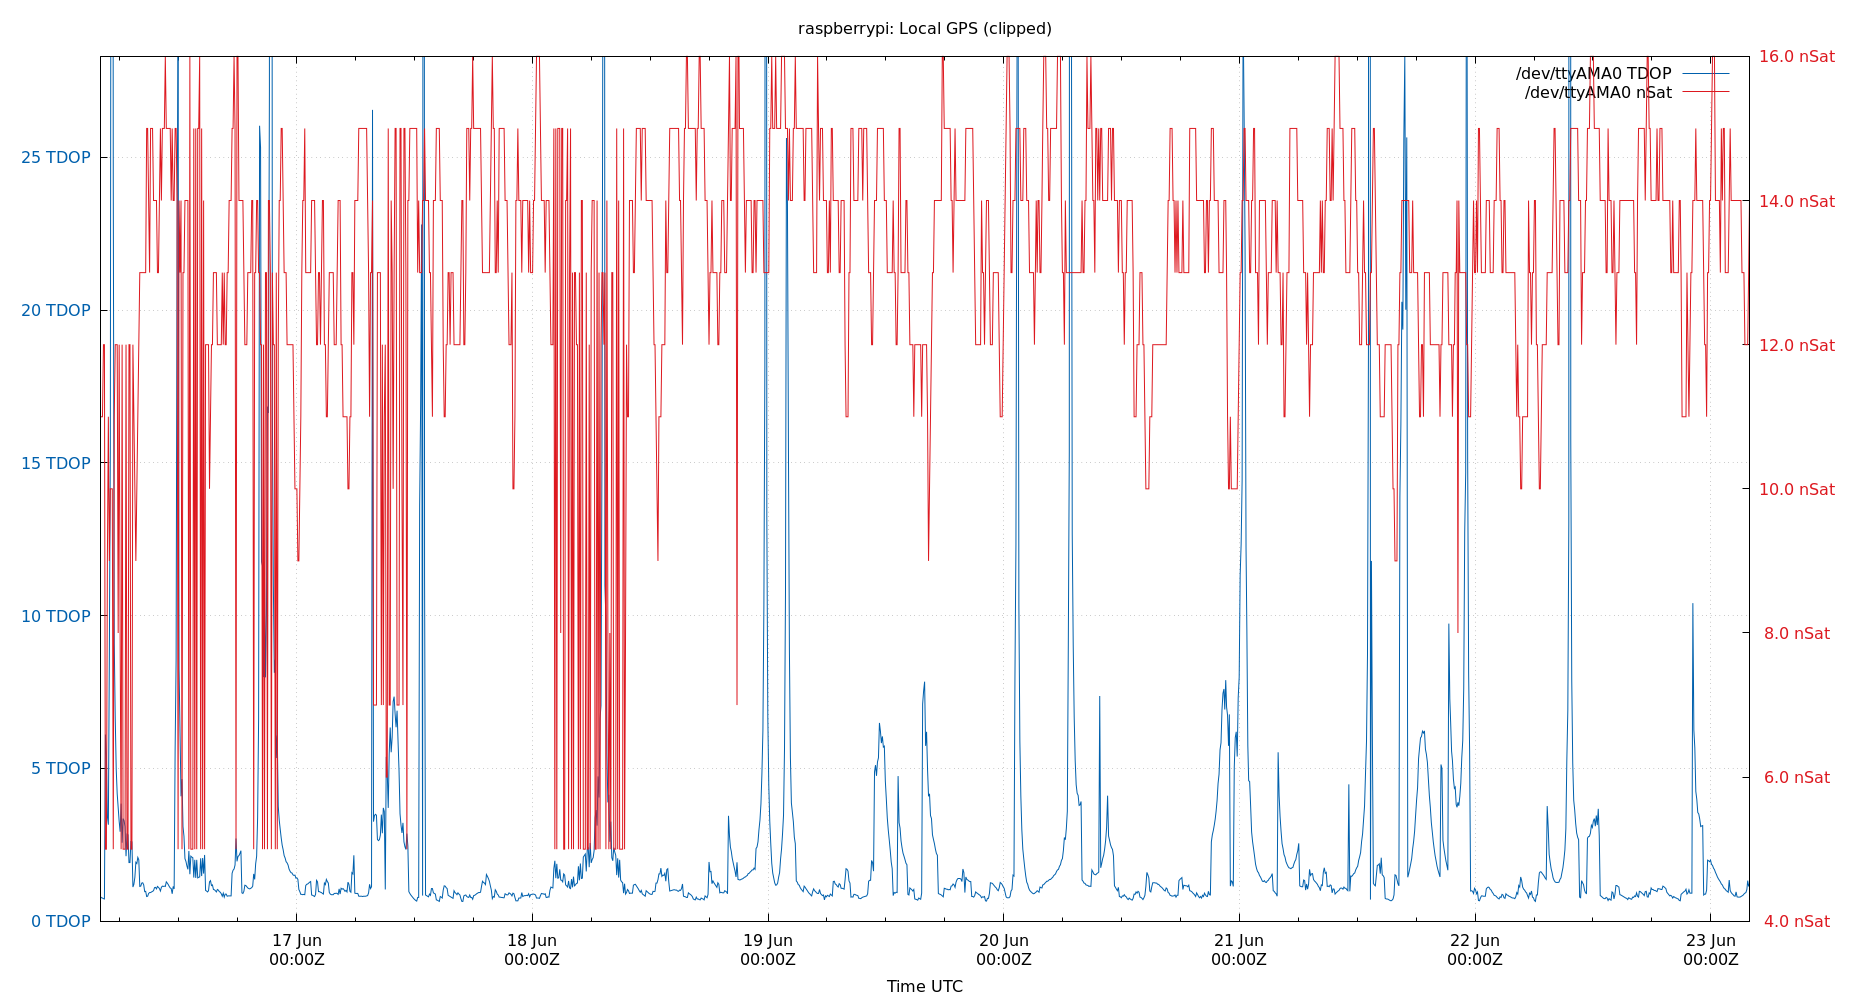 raspberrypi: Local GPS (clipped)
/dev/ttyAMA0 TDOP
/dev/ttyAMA0 nSat
25 TDOP
20 TDOP
15 TDOP
10 TDOP
5 TDOP
0 TDOP
16.0 nSat
14.0 nSat
12.0 nSat
10.0 nSat
8.0 nSat
6.0 nSat
4.0 nSat
17 Jun
00:00Z
18 Jun
00:00Z
19 Jun
00:00Z
20 Jun
00:00Z
21 Jun
00:00Z
22 Jun
00:00Z
23 Jun
00:00Z
Time UTC